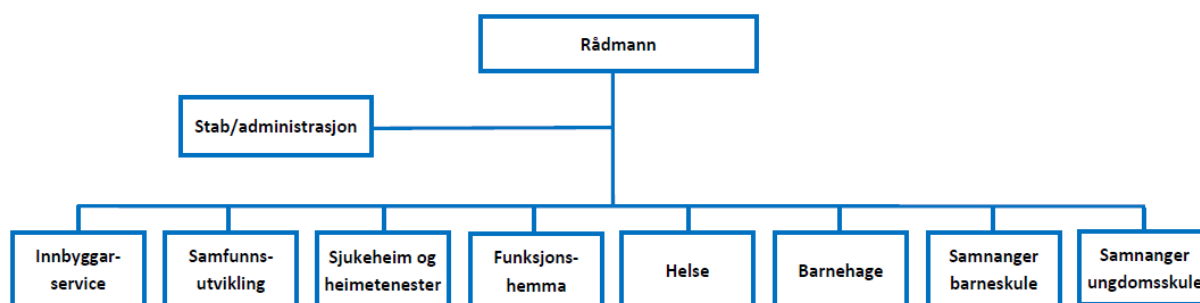 Rådmann
Stab/administrasjon
Innbyggar-
service
Samfunns-
utvikling
Sjukeheim og
heimetenester
Funksjons-
hemma
Helse
Barnehage
Samnanger
barneskule
Samnanger
ungdomsskule